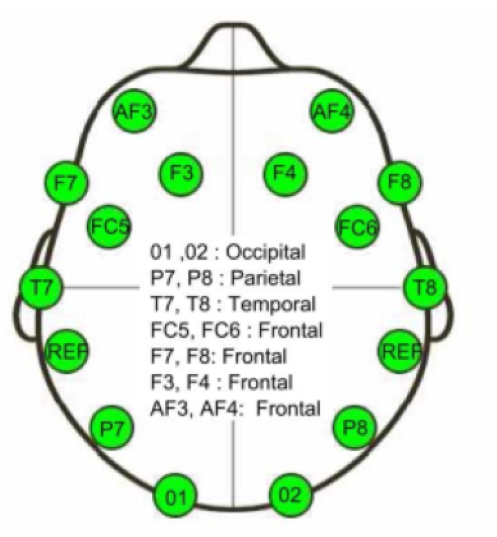 AF3 AF4
F7 F3 F4 F8
FC5 FC6
01 ,02 : Occipital
P7, P8 : Parietal
T7 T8
T7, T8 : Temporal
FC5, FC6 : Frontal
REF REF
F7, F8: Frontal
F3, F4 : Frontal
AF3, AF4: Frontal
P7 P8
01 02